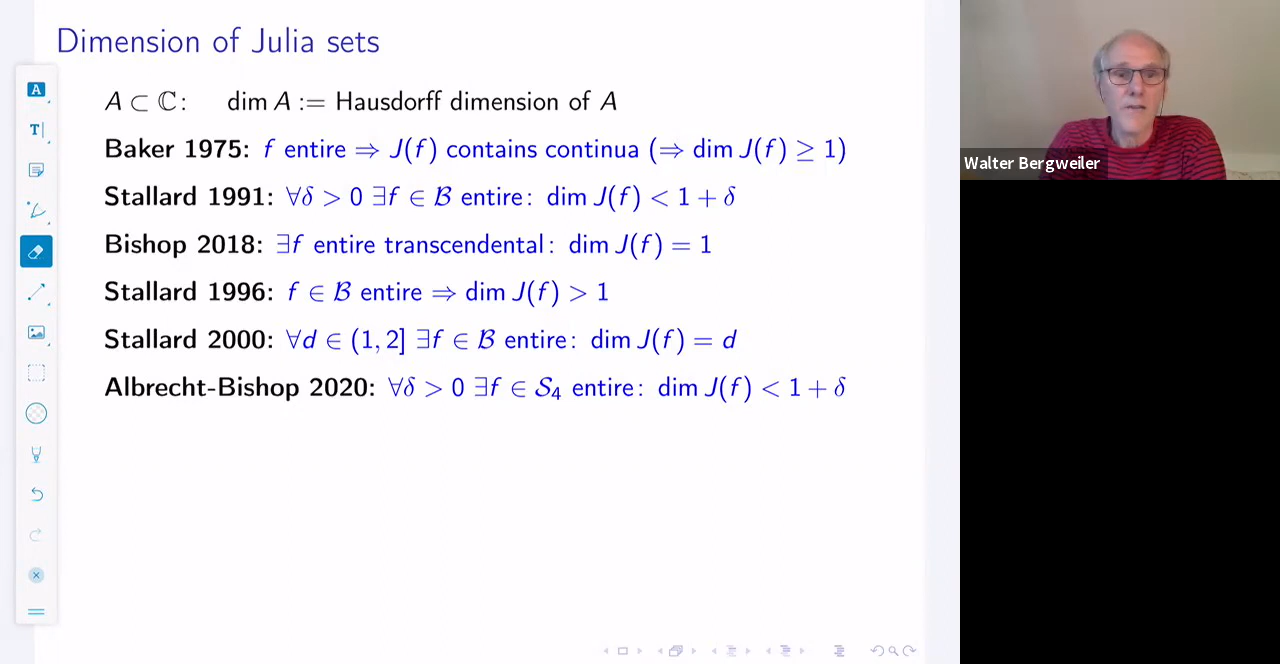 Dimension of Julia sets
A ⊂ ℂ: dim A := Hausdorff dimension of A
Baker 1975: f entire ⇒ J(f) contains continua (⇒ dim J(f) ≥ 1)
Stallard 1991: ∀δ > 0 ∃f ∈ ℬ entire: dim J(f) < 1 + δ
Bishop 2018: ∃f entire transcendental: dim J(f) = 1
Stallard 1996: f ∈ ℬ entire ⇒ dim J(f) > 1
Stallard 2000: ∀d ∈ (1, 2] ∃f ∈ ℬ entire: dim J(f) = d
Albrecht-Bishop 2020: ∀δ > 0 ∃f ∈ 𝒮₄ entire: dim J(f) < 1 + δ
A
T
Walter Bergweiler